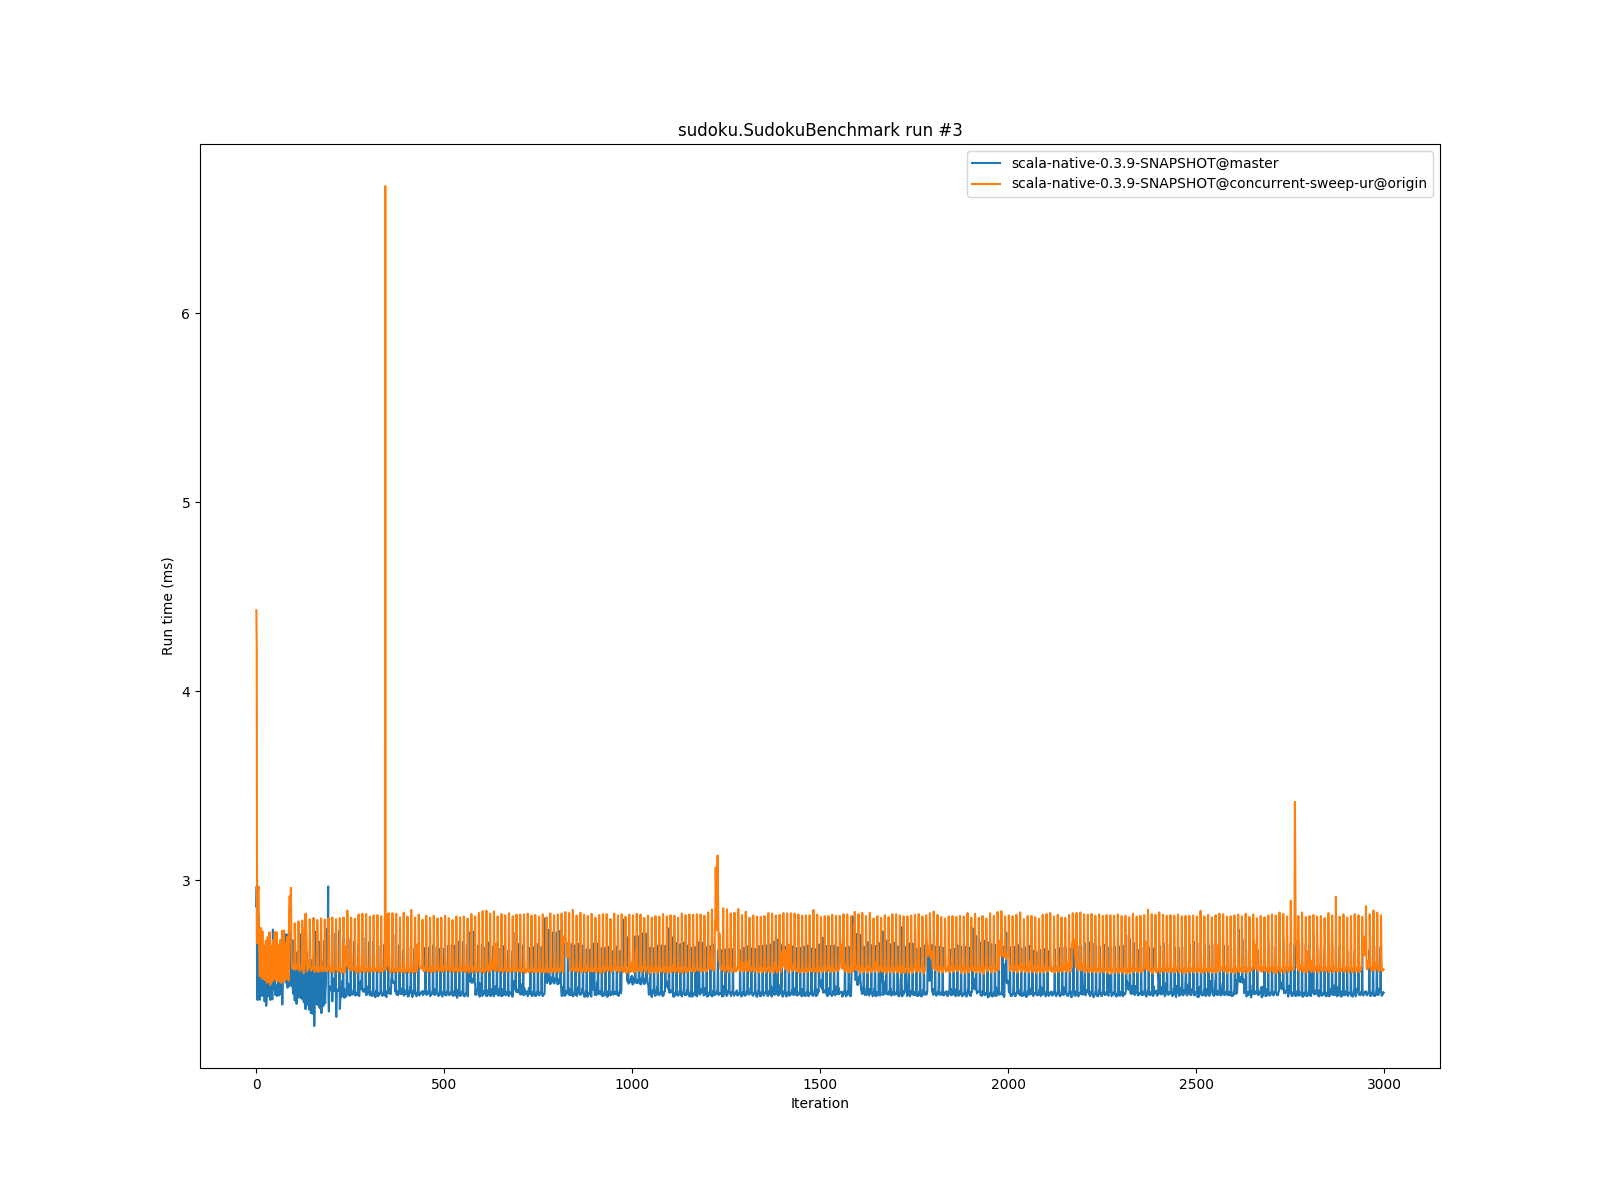 sudoku.SudokuBenchmark run #3
scala-native-0.3.9-SNAPSHOT@master
scala-native-0.3.9-SNAPSHOT@concurrent-sweep-ur@origin
6
5
4
3
Run time (ms)
0 500 1000 1500 2000 2500 3000
Iteration